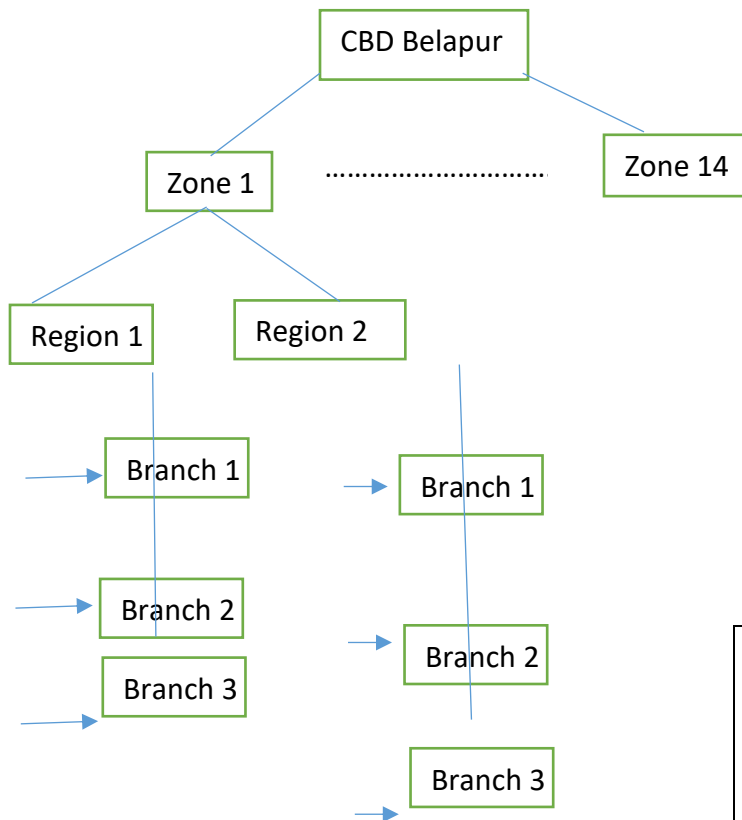 CBD Belapur
Zone 1
……………………………
Zone 14
Region 1
Region 2
Branch 1
Branch 1
Branch 2
Branch 2
Branch 3
Branch 3